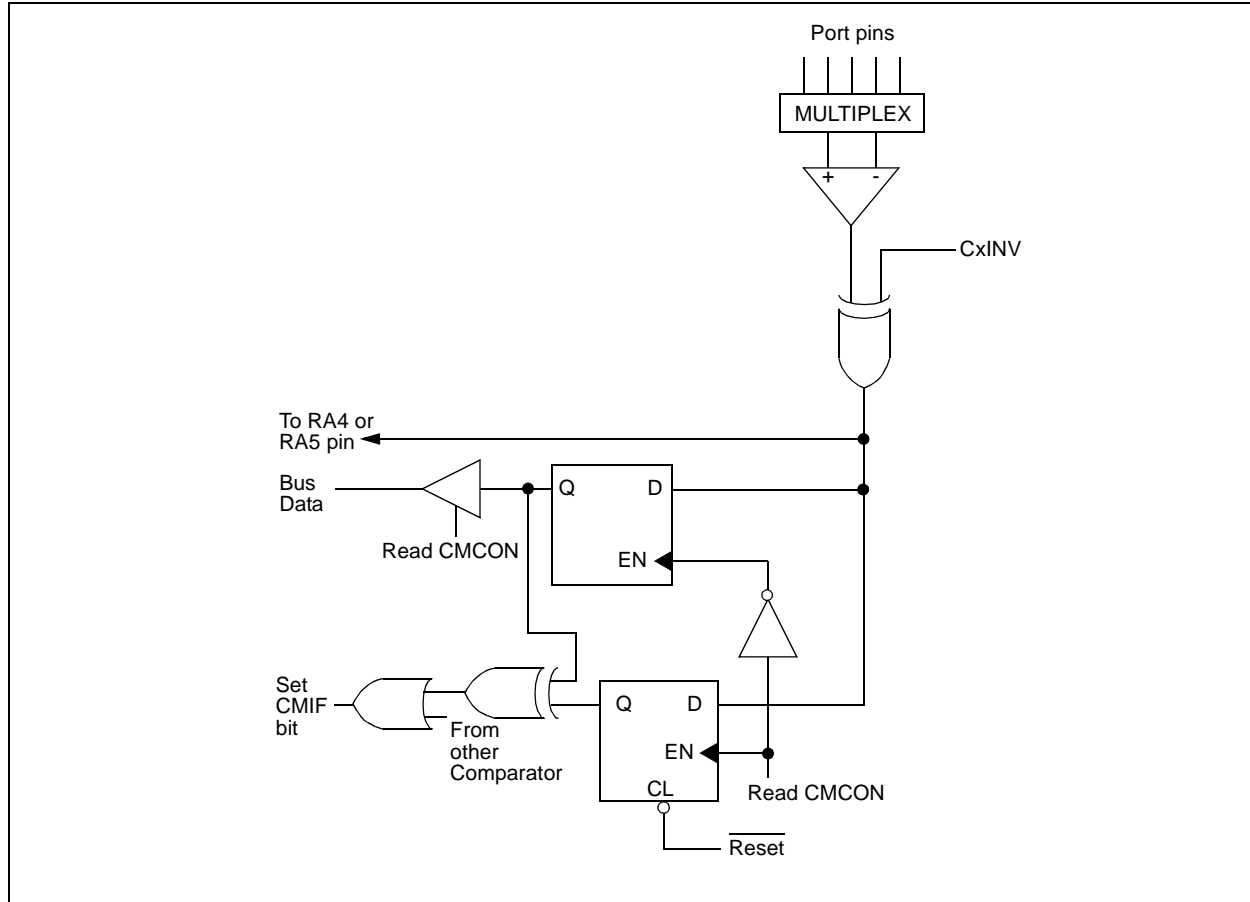 Port pins
MULTIPLEX
+ -
CxINV
To RA4 or
RA5 pin
Bus
Data
Q D
Read CMCON
EN
Set
CMIF
bit
From
other
Comparator
Q D
EN
CL
Read CMCON
Reset